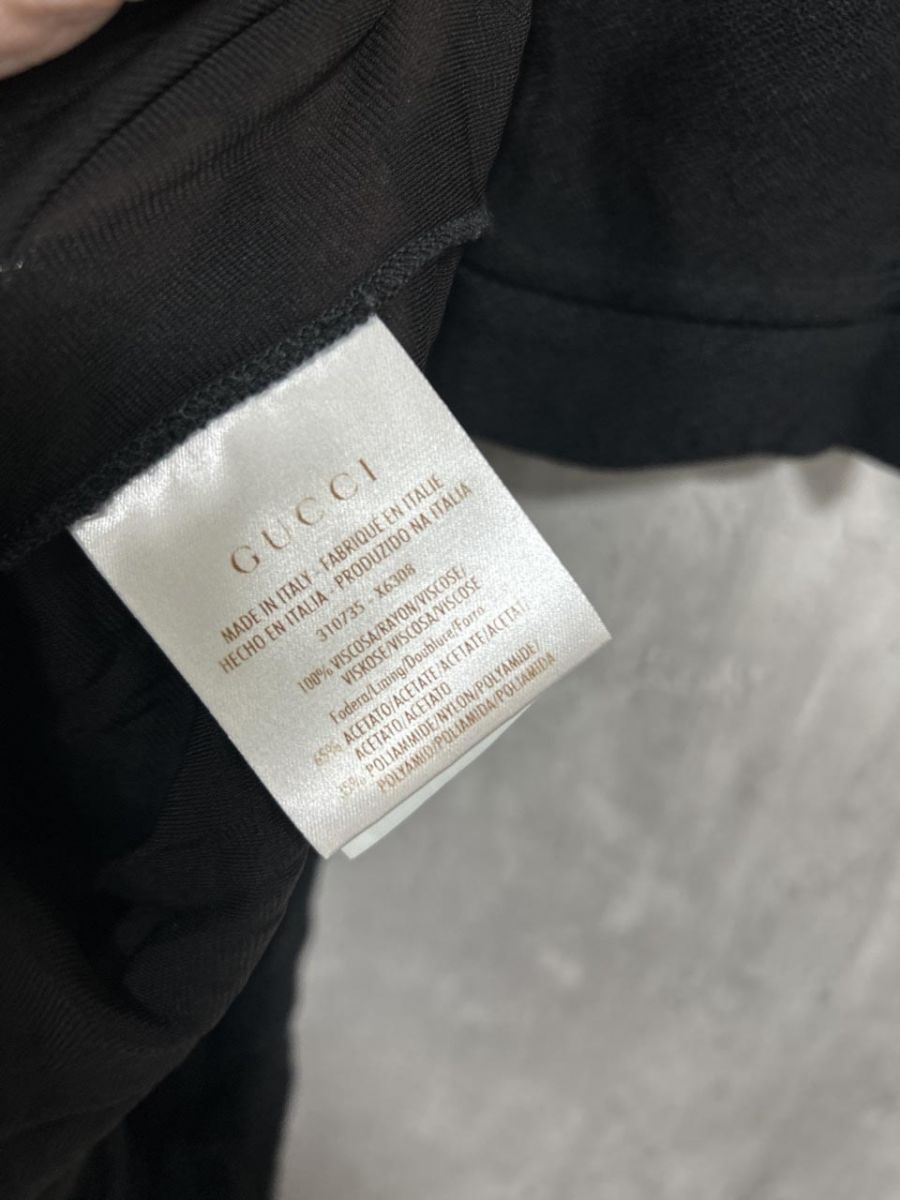 GUCCI
MADE IN ITALY - FABRIQUE EN ITALIE
HECHO EN ITALIA - PRODUZIDO NA ITALIA
310735 - X6308
100% VISCOSA/RAYON/VISCOSE/
VISKOSE/VISCOSA/VISCOSE
Fodera/Lining/Doublure/Forro
65% ACETATO/ACETATE/ACETATE/ACETAT/
ACETATO/ACETATO
35% POLIAMMIDE/NYLON/POLYAMIDE/
POLYAMID/POLIAMIDA/POLIAMIDA